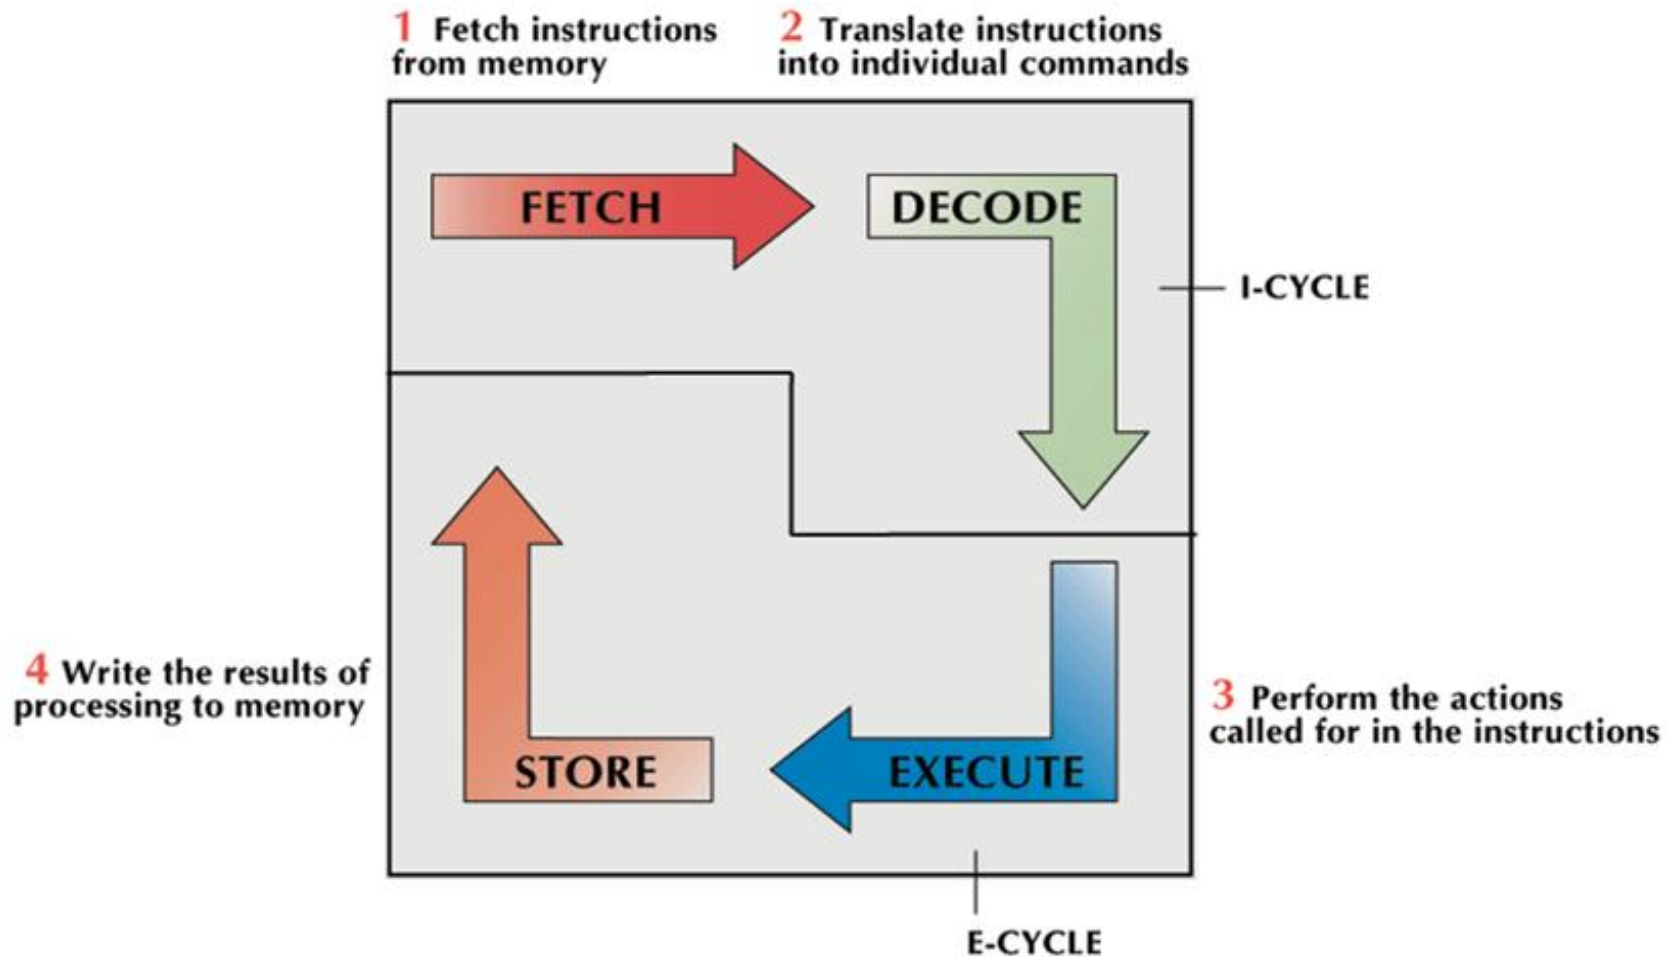 1 Fetch instructions
from memory
2 Translate instructions
into individual commands
FETCH
DECODE
I-CYCLE
4 Write the results of
processing to memory
3 Perform the actions
called for in the instructions
STORE
EXECUTE
E-CYCLE